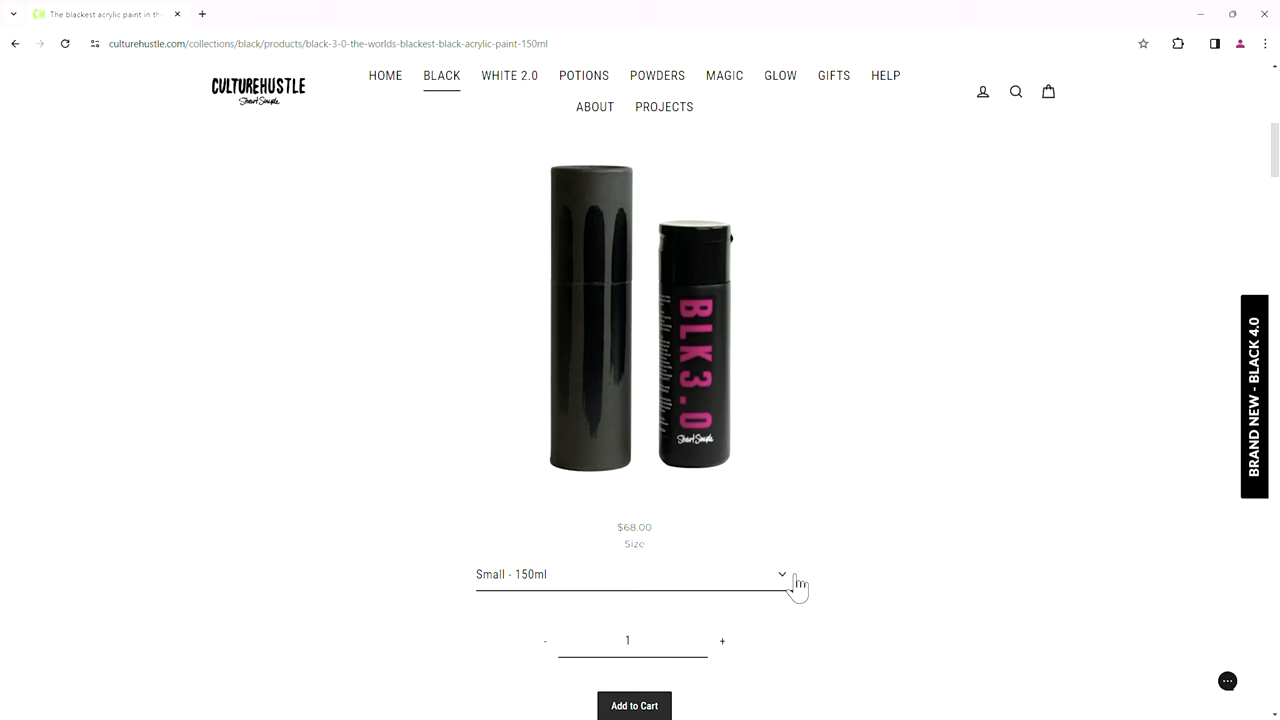 The blackest acrylic paint in th
culturehustle.com/collections/black/products/black-3-0-the-worlds-blackest-black-acrylic-paint-150ml
CULTUREHUSTLE
Stuart Semple
HOME BLACK WHITE 2.0 POTIONS POWDERS MAGIC GLOW GIFTS HELP
ABOUT PROJECTS
BLK 3.0
Stuart Semple
BRAND NEW - BLACK 4.0
$68.00
Size
Small - 150ml
- 1 +
Add to Cart